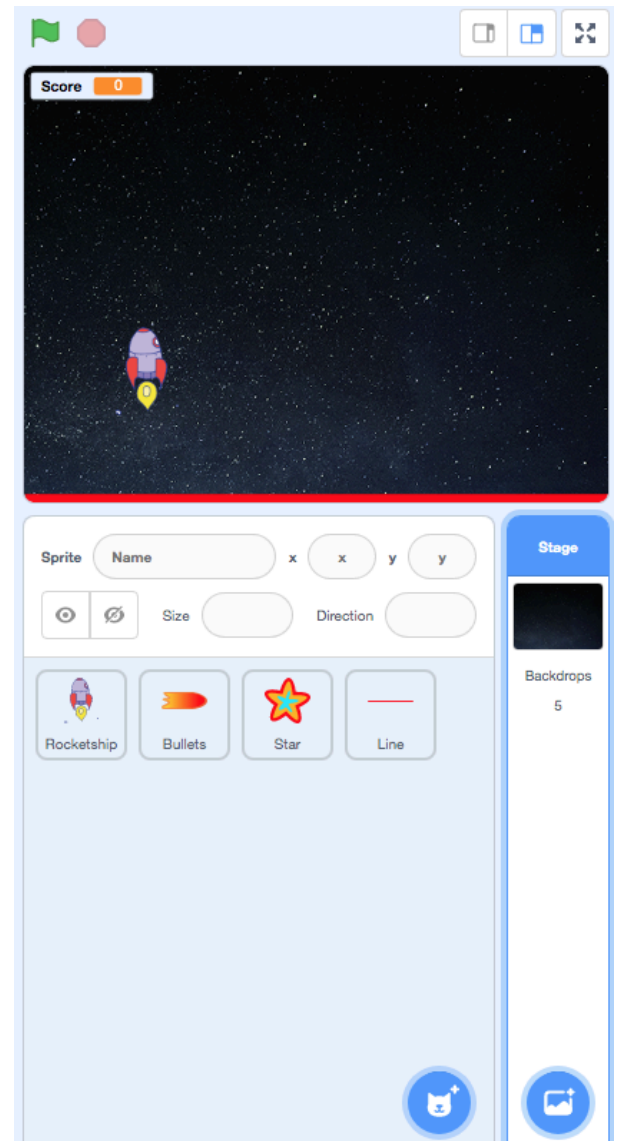 Score 0
Sprite Name x x y y
Size Direction
Stage
Backdrops
5
Rocketship Bullets Star Line